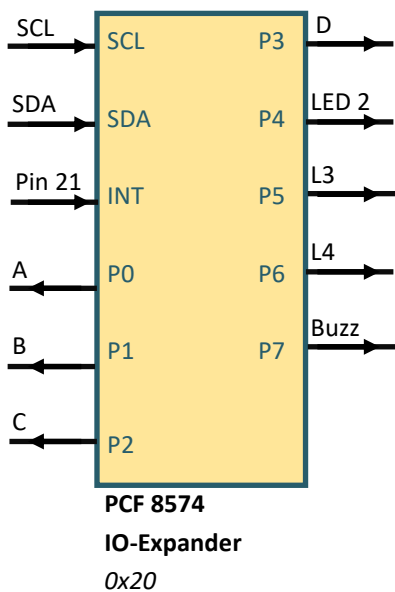 SCL
SCL
SDA
SDA
Pin 21
INT
A
P0
B
P1
C
P2
P3
D
P4
LED 2
P5
L3
P6
L4
P7
Buzz
PCF 8574
IO-Expander
0x20